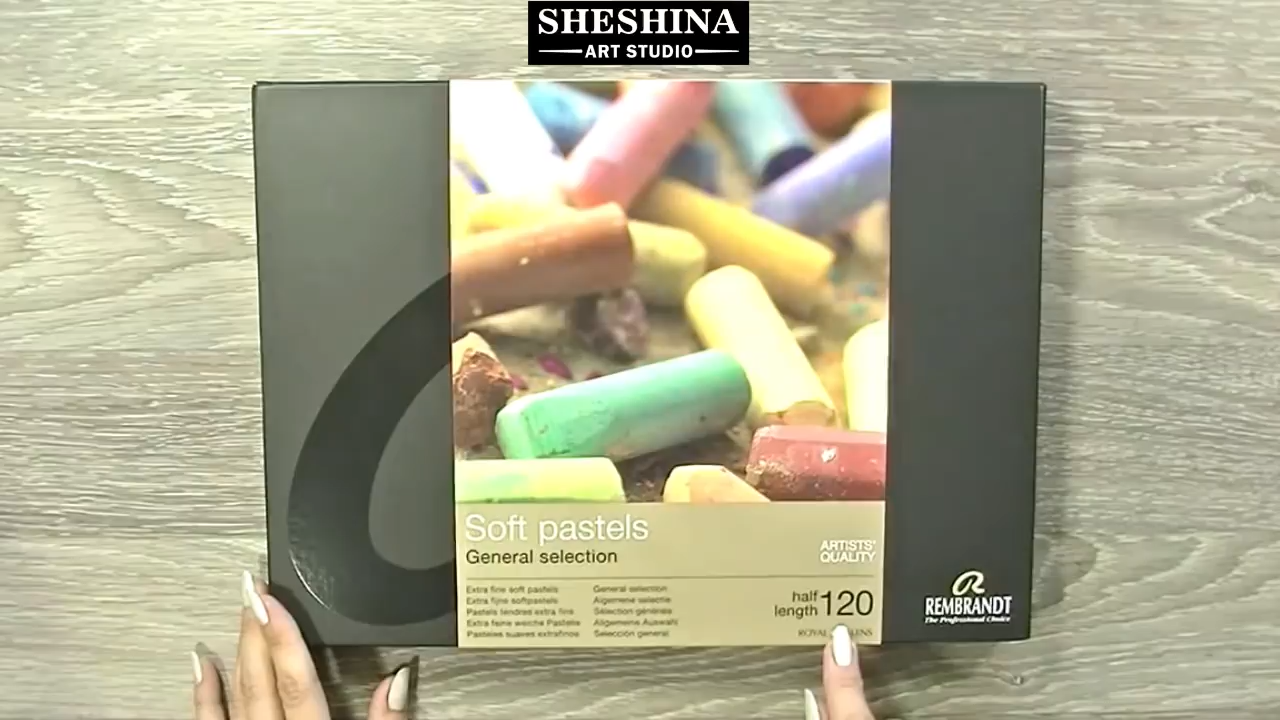 SHESHINA
ART STUDIO
Soft pastels
General selection
ARTISTS'
QUALITY
Extra fine soft pastels General selection
Extra fijne softpastels Algemene selectie
Pastels tendres extra fins Sélection générale
Extra feine weiche Pastelle Allgemeine Auswahl
Pasteles suaves extrafinos Selección general
half
length 120
ROYAL
REMBRANDT
The Professional Choice